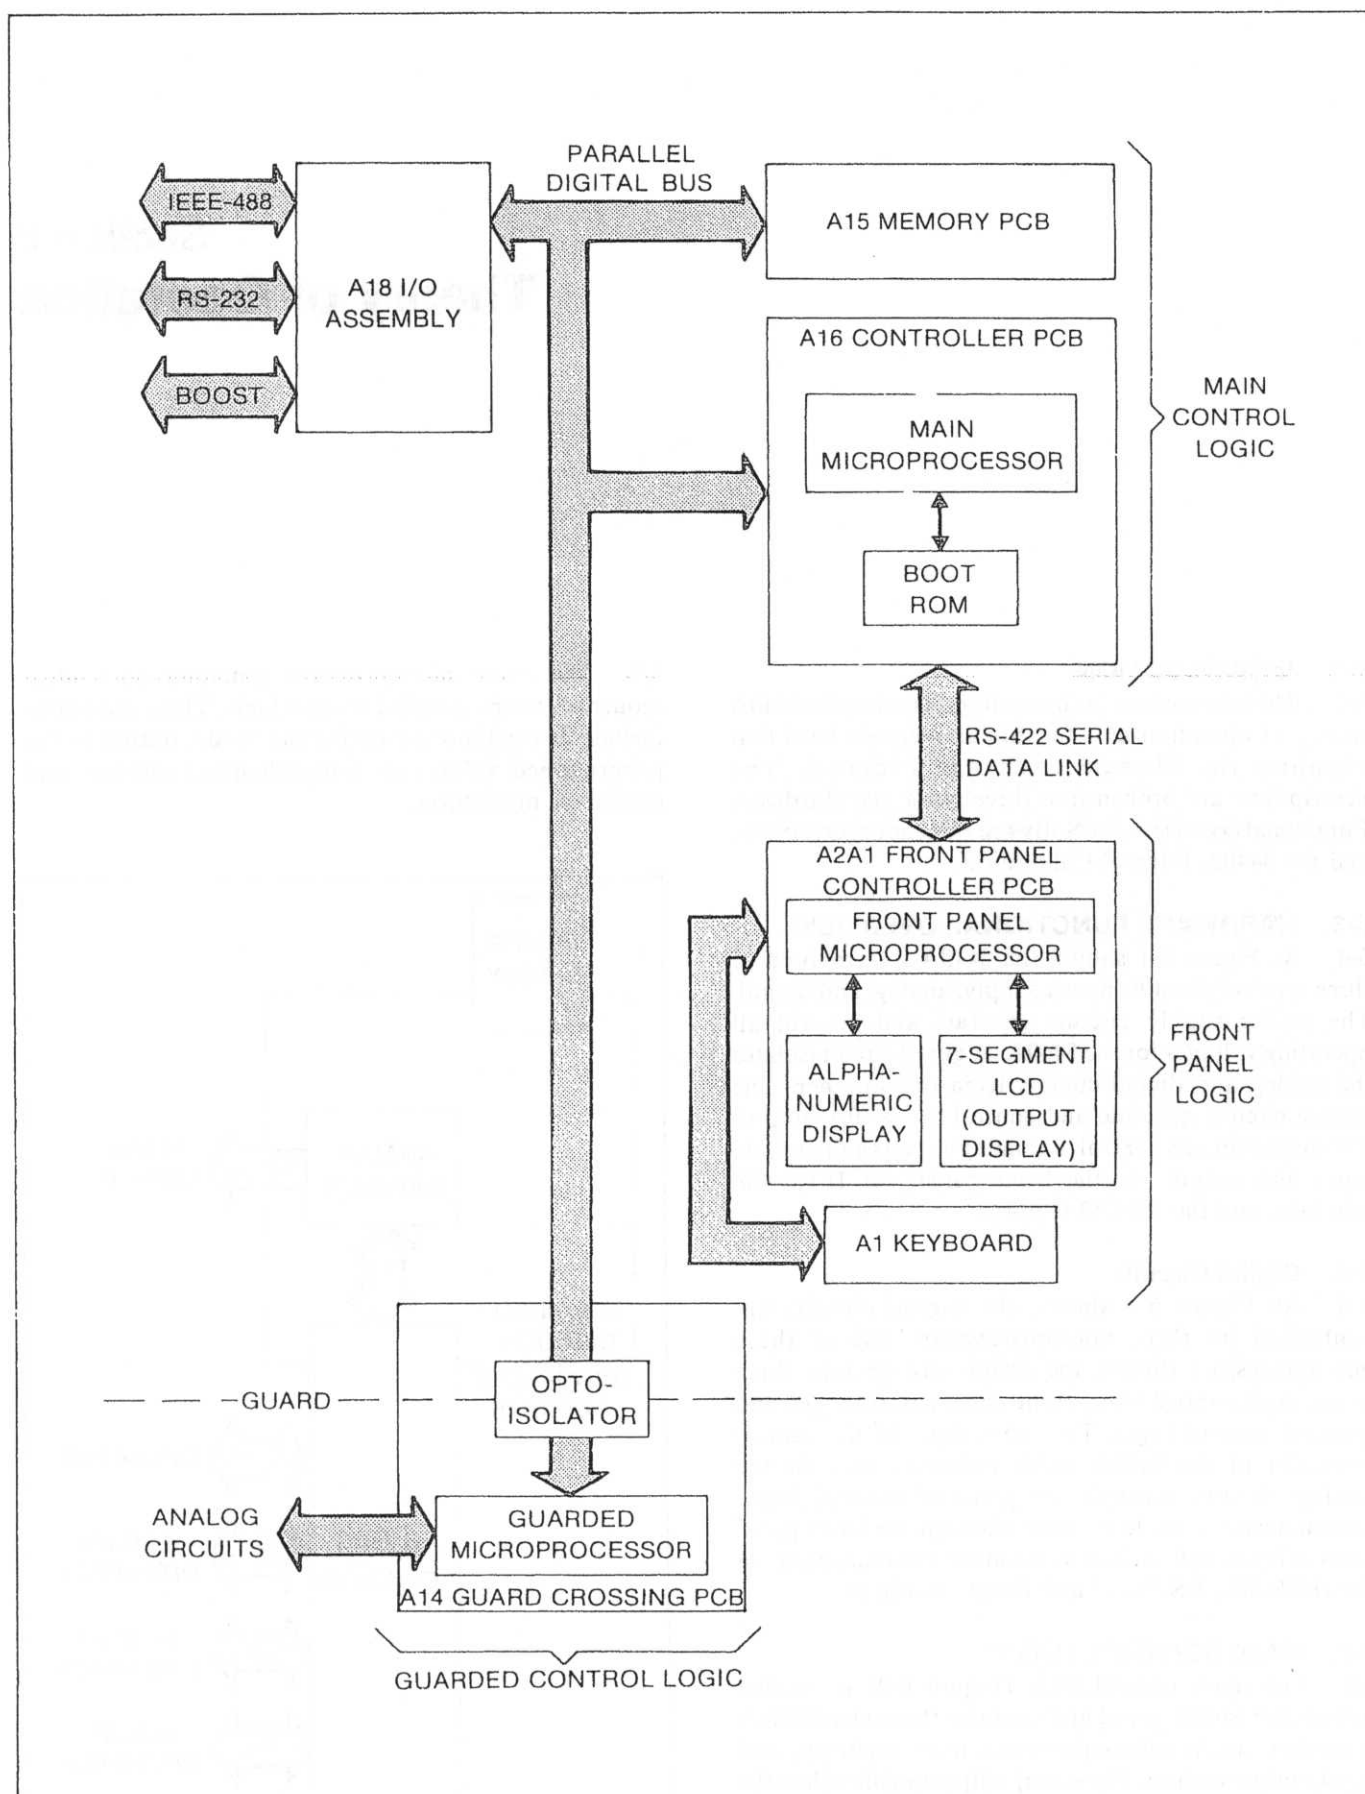 PARALLEL
DIGITAL BUS
IEEE-488
RS-232
BOOST
A18 I/O
ASSEMBLY
A15 MEMORY PCB
A16 CONTROLLER PCB
MAIN
MICROPROCESSOR
BOOT
ROM
MAIN
CONTROL
LOGIC
RS-422 SERIAL
DATA LINK
A2A1 FRONT PANEL
CONTROLLER PCB
FRONT PANEL
MICROPROCESSOR
ALPHA-
NUMERIC
DISPLAY
7-SEGMENT
LCD
(OUTPUT
DISPLAY)
A1 KEYBOARD
FRONT
PANEL
LOGIC
GUARD
OPTO-
ISOLATOR
ANALOG
CIRCUITS
GUARDED
MICROPROCESSOR
A14 GUARD CROSSING PCB
GUARDED CONTROL LOGIC